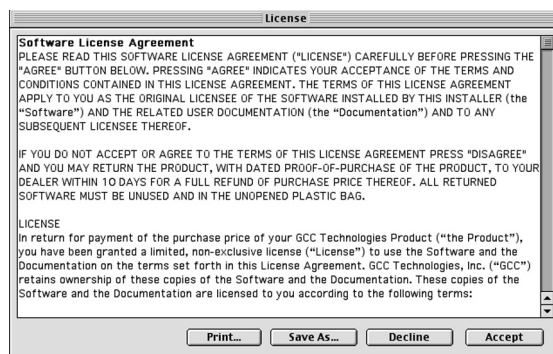 License
Software License Agreement
PLEASE READ THIS SOFTWARE LICENSE AGREEMENT ("LICENSE") CAREFULLY BEFORE PRESSING THE
"AGREE" BUTTON BELOW. PRESSING "AGREE" INDICATES YOUR ACCEPTANCE OF THE TERMS AND
CONDITIONS CONTAINED IN THIS LICENSE AGREEMENT. THE TERMS OF THIS LICENSE AGREEMENT
APPLY TO YOU AS THE ORIGINAL LICENSEE OF THE SOFTWARE INSTALLED BY THIS INSTALLER (the
“Software”) AND THE RELATED USER DOCUMENTATION (the “Documentation”) AND TO ANY
SUBSEQUENT LICENSEE THEREOF.
IF YOU DO NOT ACCEPT OR AGREE TO THE TERMS OF THIS LICENSE AGREEMENT PRESS "DISAGREE"
AND YOU MAY RETURN THE PRODUCT, WITH DATED PROOF-OF-PURCHASE OF THE PRODUCT, TO YOUR
DEALER WITHIN 10 DAYS FOR A FULL REFUND OF PURCHASE PRICE THEREOF. ALL RETURNED
SOFTWARE MUST BE UNUSED AND IN THE UNOPENED PLASTIC BAG.
LICENSE
In return for payment of the purchase price of your GCC Technologies Product (“the Product”),
you have been granted a limited, non-exclusive license (“License”) to use the Software and the
Documentation on the terms set forth in this License Agreement. GCC Technologies, Inc. (“GCC”)
retains ownership of these copies of the Software and the Documentation. These copies of the
Software and the Documentation are licensed to you according to the following terms:
Print... Save As... Decline Accept